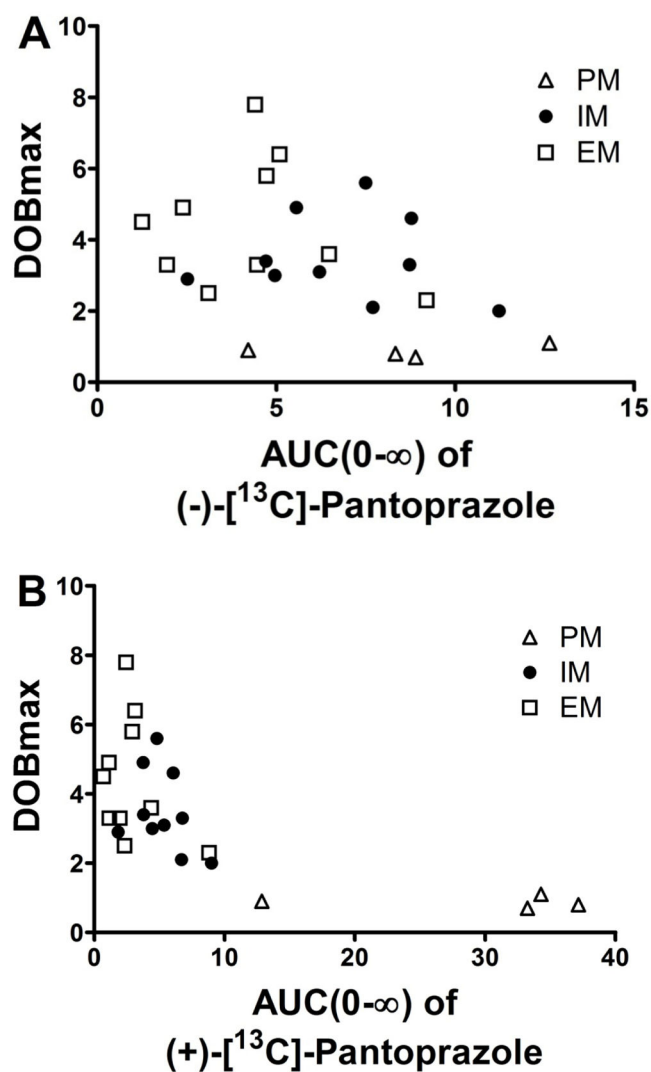 A
10
8
6
4
2
0
DOBmax
△ PM
● IM
□ EM
0 5 10 15
AUC(0-∞) of
(-)-[¹³C]-Pantoprazole
B
10
8
6
4
2
0
DOBmax
△ PM
● IM
□ EM
0 10 20 30 40
AUC(0-∞) of
(+)-[¹³C]-Pantoprazole